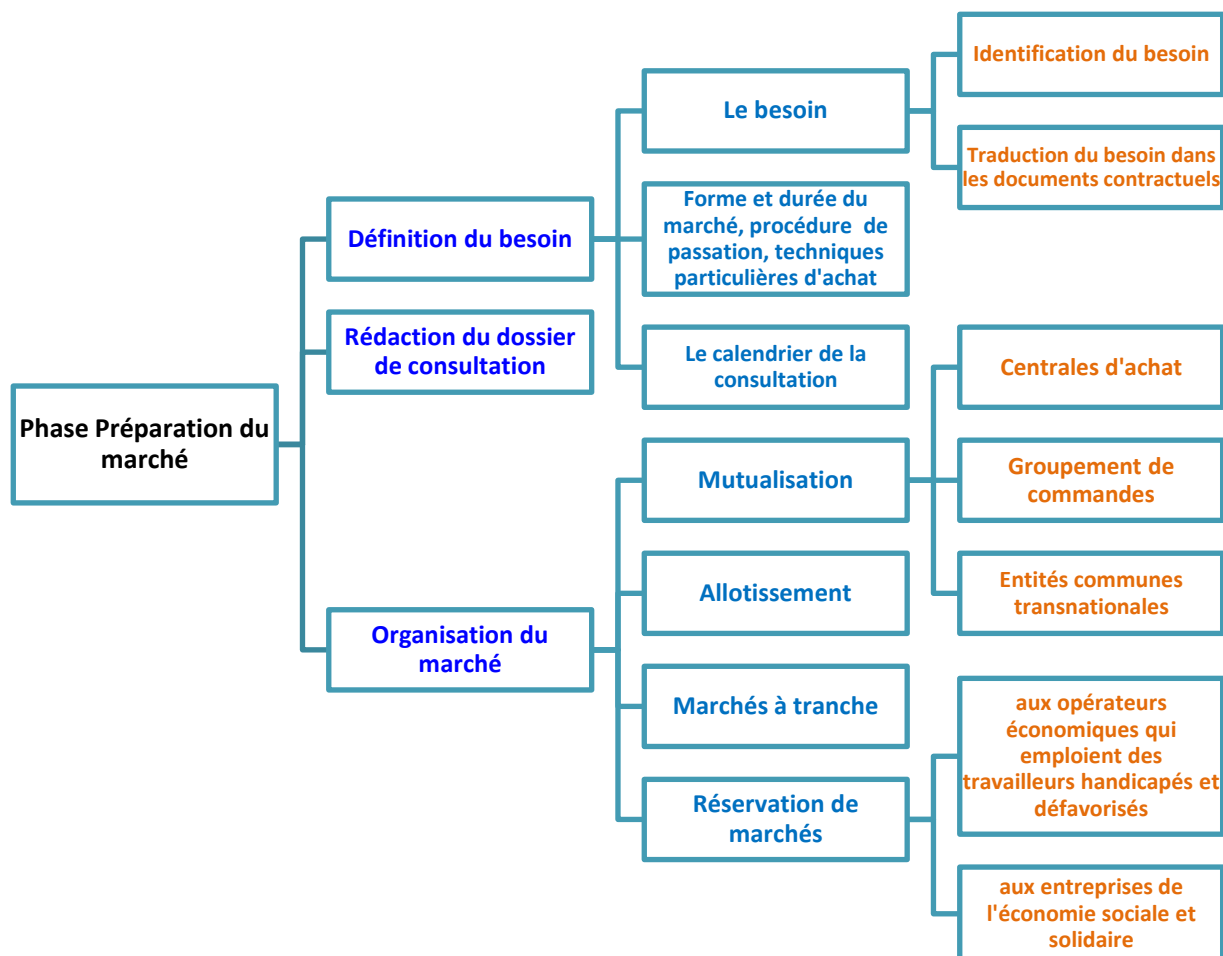 Phase Préparation du
marché
Définition du besoin
Le besoin
Identification du besoin
Traduction du besoin dans
les documents contractuels
Forme et durée du
marché, procédure de
passation, techniques
particulières d'achat
Le calendrier de la
consultation
Rédaction du dossier
de consultation
Organisation du
marché
Mutualisation
Centrales d'achat
Groupement de
commandes
Entités communes
transnationales
Allotissement
Marchés à tranche
Réservation de
marchés
aux opérateurs
économiques qui
emploient des
travailleurs handicapés et
défavorisés
aux entreprises de
l'économie sociale et
solidaire